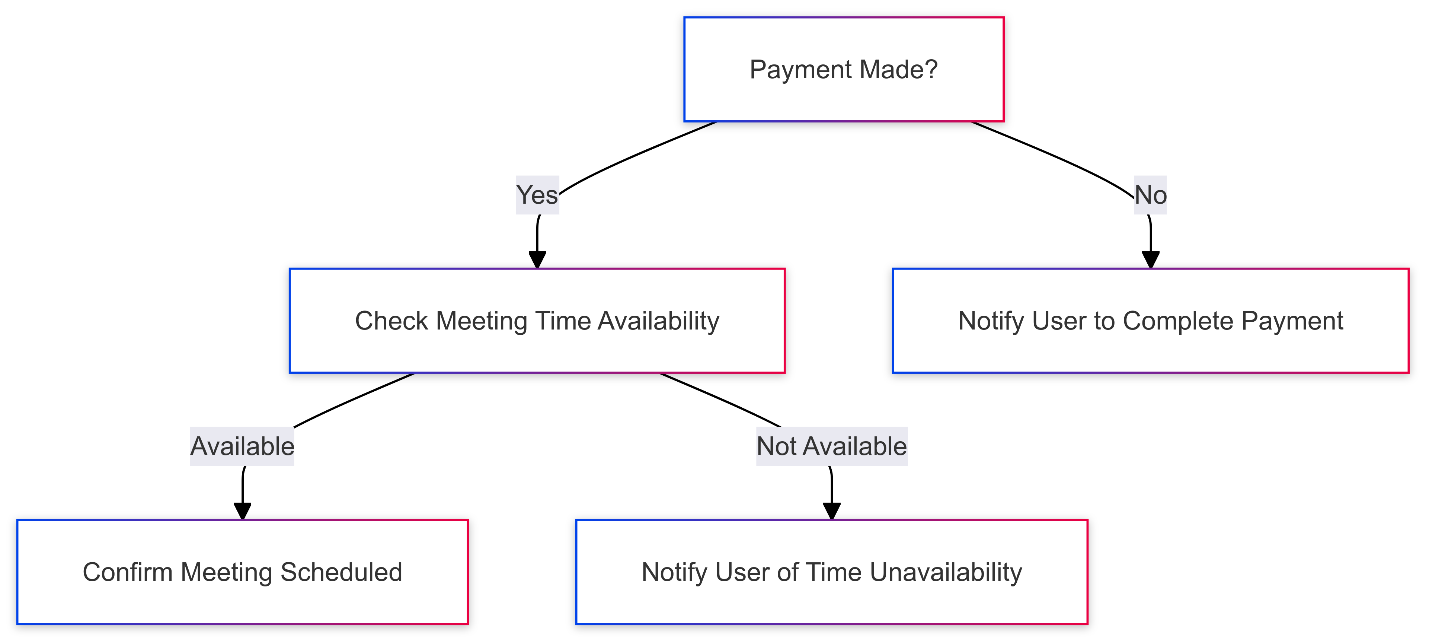 Payment Made?
Yes
No
Check Meeting Time Availability
Notify User to Complete Payment
Available
Not Available
Confirm Meeting Scheduled
Notify User of Time Unavailability